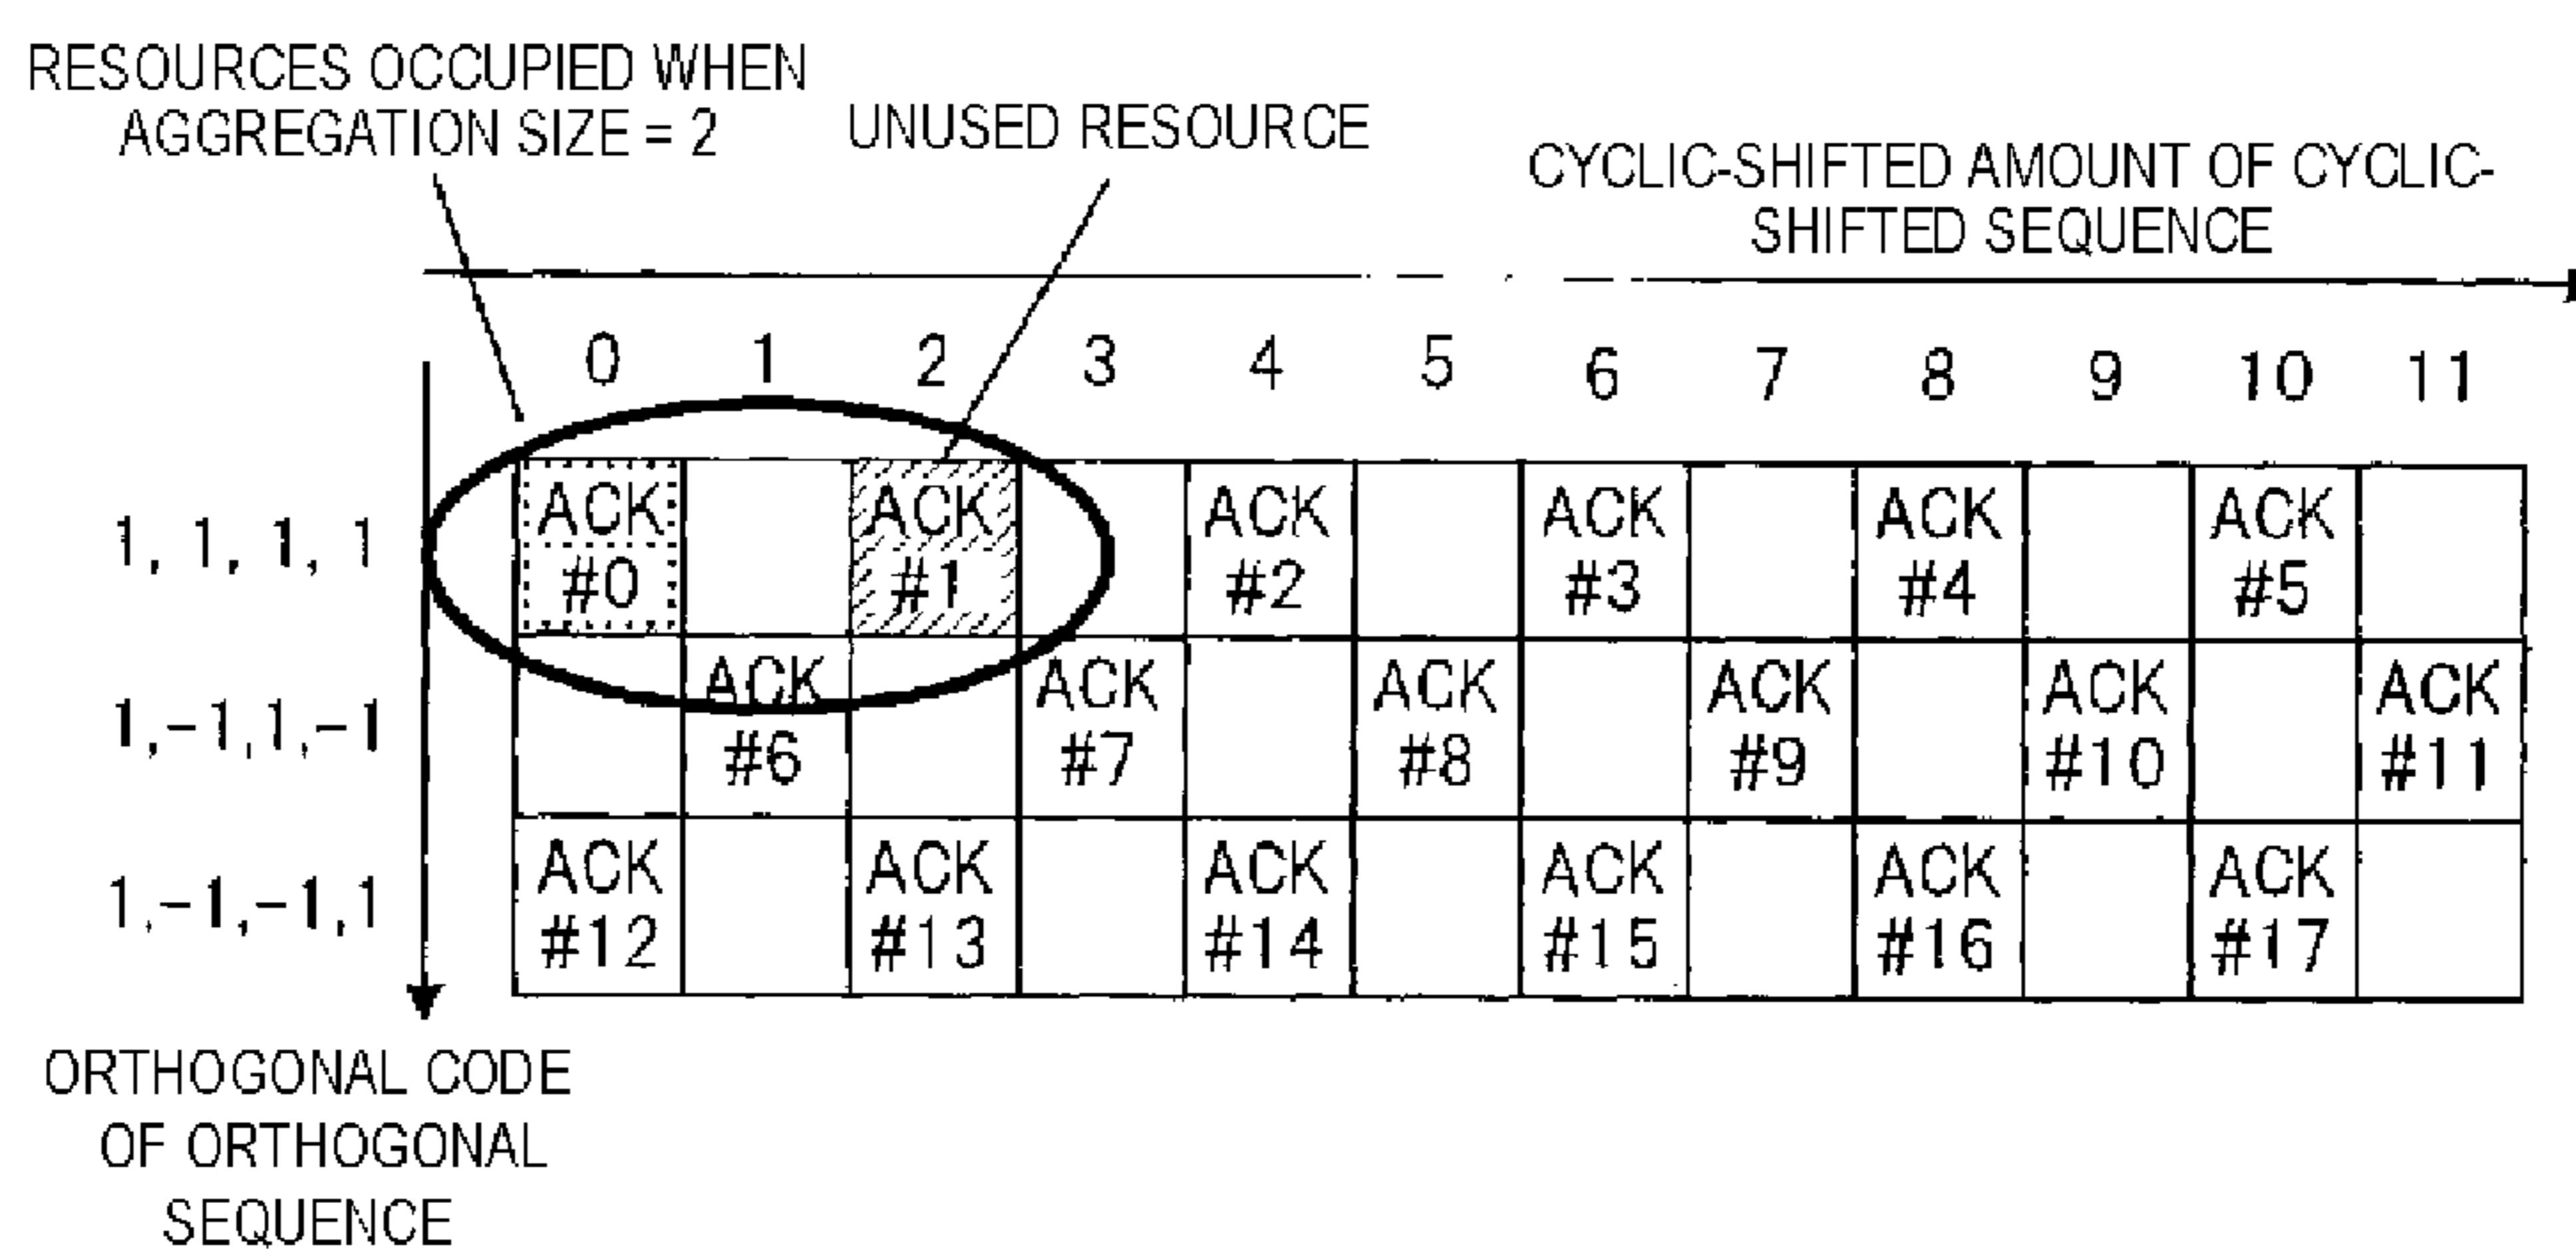 RESOURCES OCCUPIED WHEN
AGGREGATION SIZE = 2
UNUSED RESOURCE
CYCLIC-SHIFTED AMOUNT OF CYCLIC-
SHIFTED SEQUENCE
0 1 2 3 4 5 6 7 8 9 10 11
1, 1, 1, 1
ACK ACK ACK ACK ACK ACK
#0 #1 #2 #3 #4 #5
1,-1,1,-1
ACK ACK ACK ACK ACK ACK
#6 #7 #8 #9 #10 #11
1,-1,-1,1
ACK ACK ACK ACK ACK ACK
#12 #13 #14 #15 #16 #17
ORTHOGONAL CODE
OF ORTHOGONAL
SEQUENCE